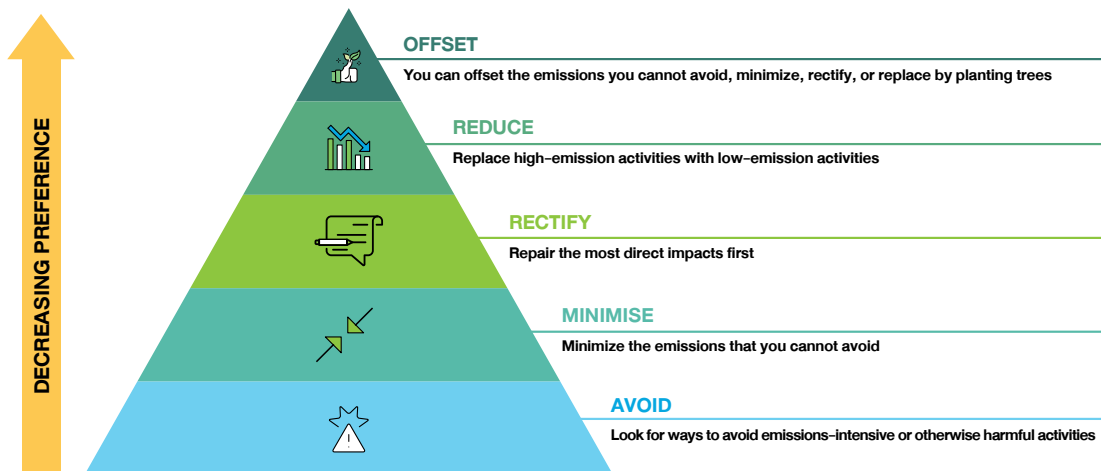 DECREASING PREFERENCE
OFFSET
You can offset the emissions you cannot avoid, minimize, rectify, or replace by planting trees
REDUCE
Replace high-emission activities with low-emission activities
RECTIFY
Repair the most direct impacts first
MINIMISE
Minimize the emissions that you cannot avoid
AVOID
Look for ways to avoid emissions-intensive or otherwise harmful activities